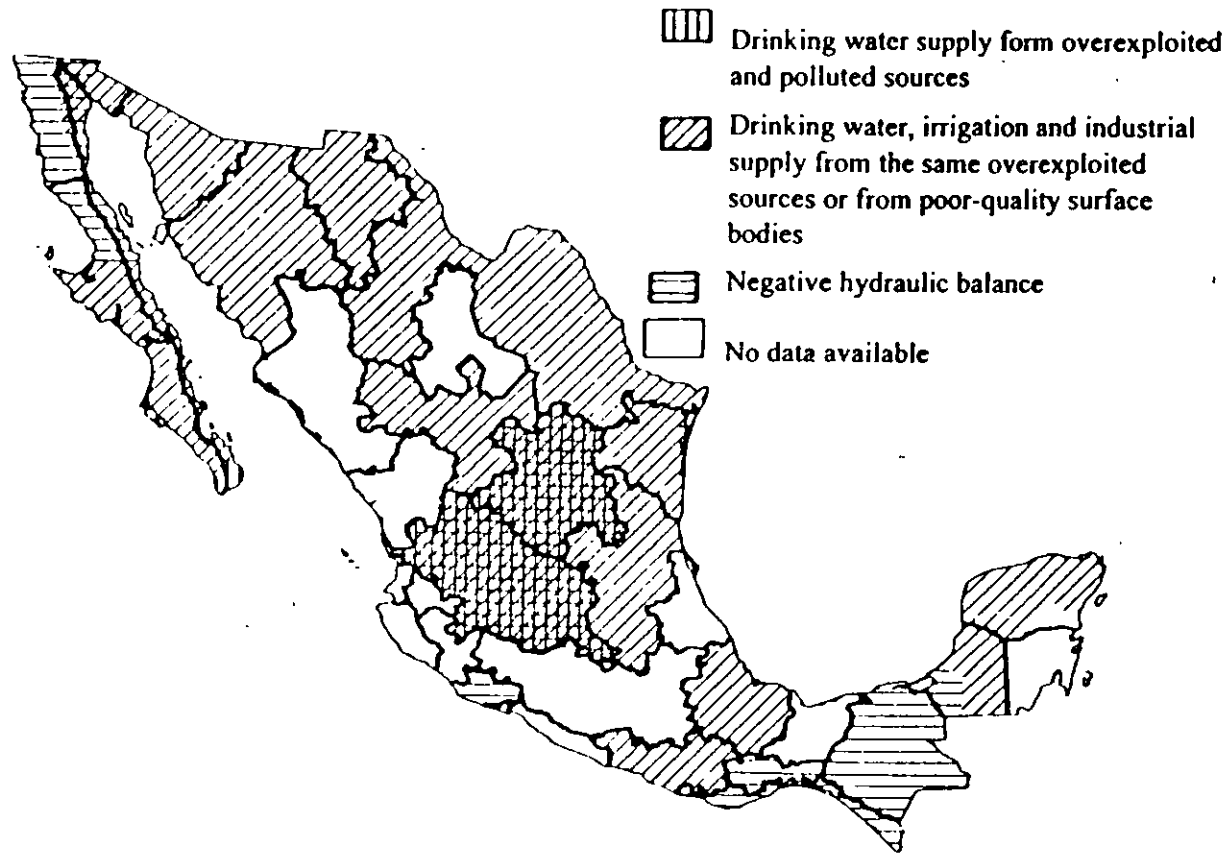 Drinking water supply form overexploited
and polluted sources
Drinking water, irrigation and industrial
supply from the same overexploited
sources or from poor-quality surface
bodies
Negative hydraulic balance
No data available